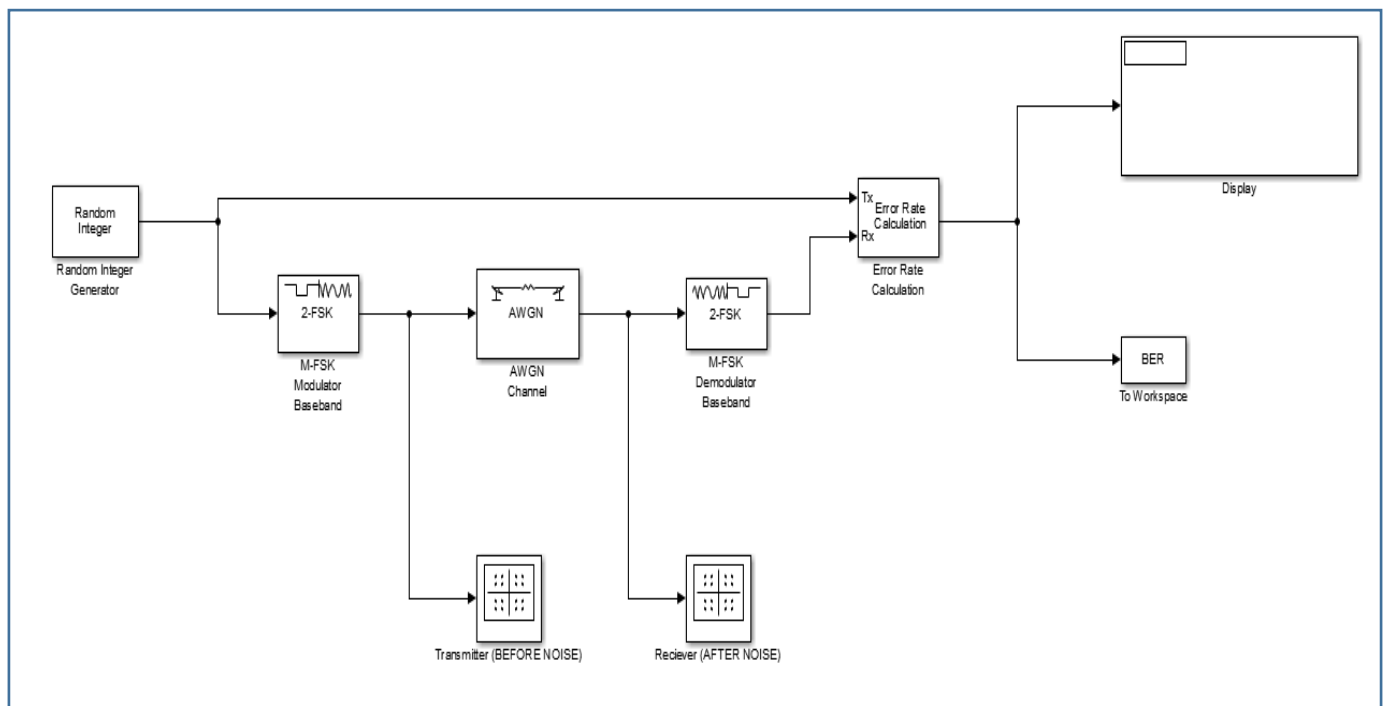 Display
Random
Integer
Random Integer
Generator
Tx
Error Rate
Calculation
Rx
Error Rate
Calculation
2-FSK
M-FSK
Modulator
Baseband
AWGN
AWGN
Channel
2-FSK
M-FSK
Demodulator
Baseband
BER
To Workspace
Transmitter (BEFORE NOISE)
Reciever (AFTER NOISE)